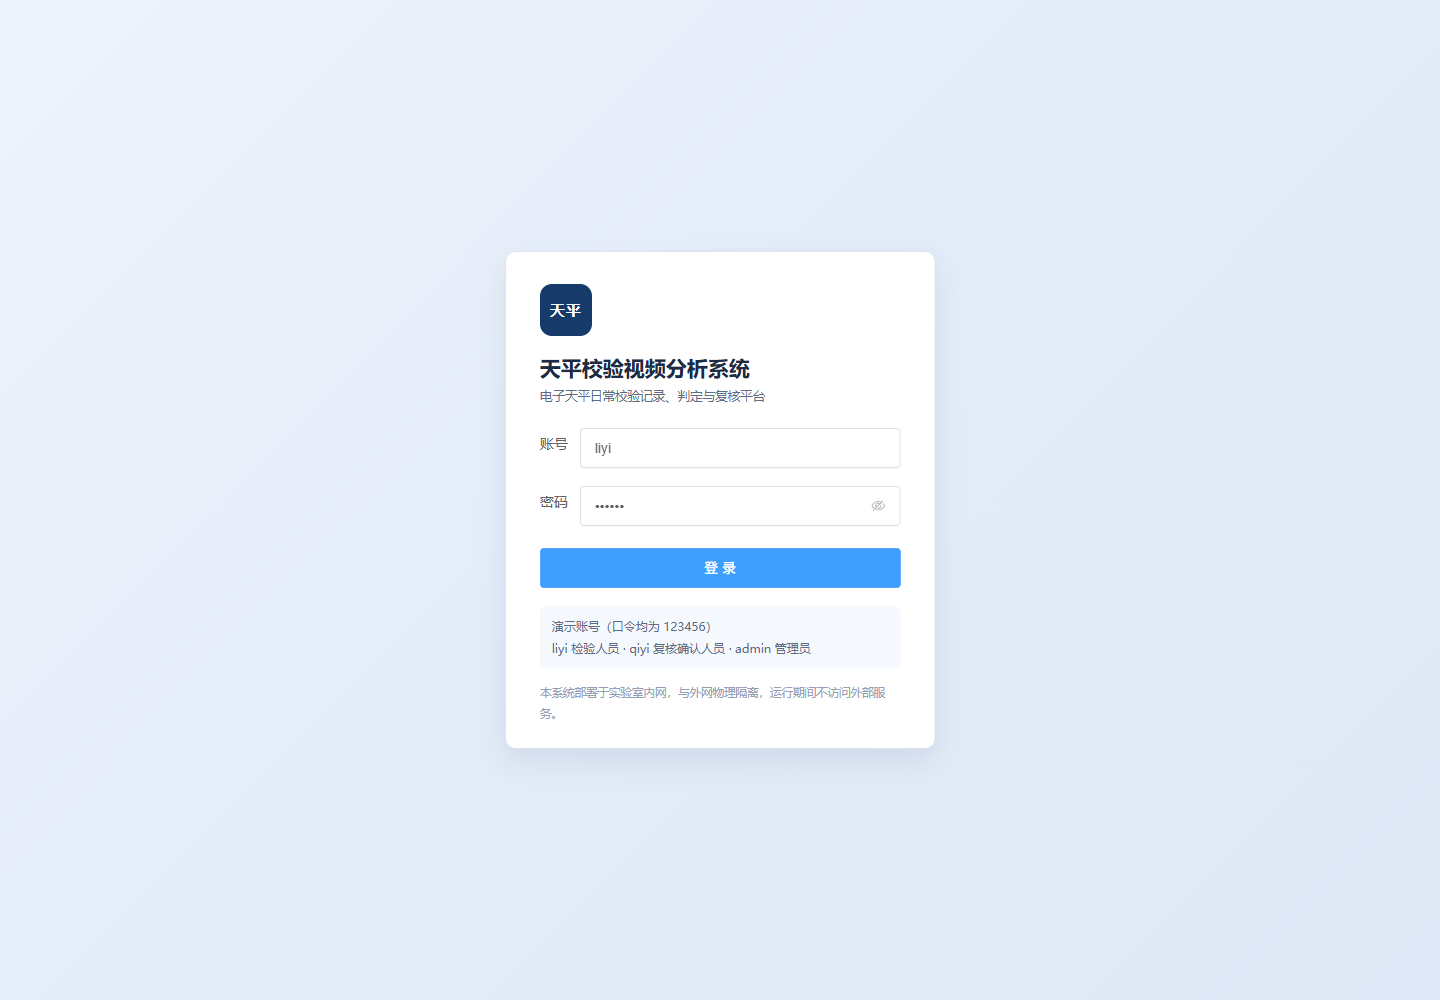 天平
天平校验视频分析系统
电子天平日常校验记录、判定与复核平台
账号 liyi
密码 ••••••
登 录
演示账号（口令均为 123456）
liyi 检验人员 · qiyi 复核确认人员 · admin 管理员
本系统部署于实验室内网，与外网物理隔离，运行期间不访问外部服
务。